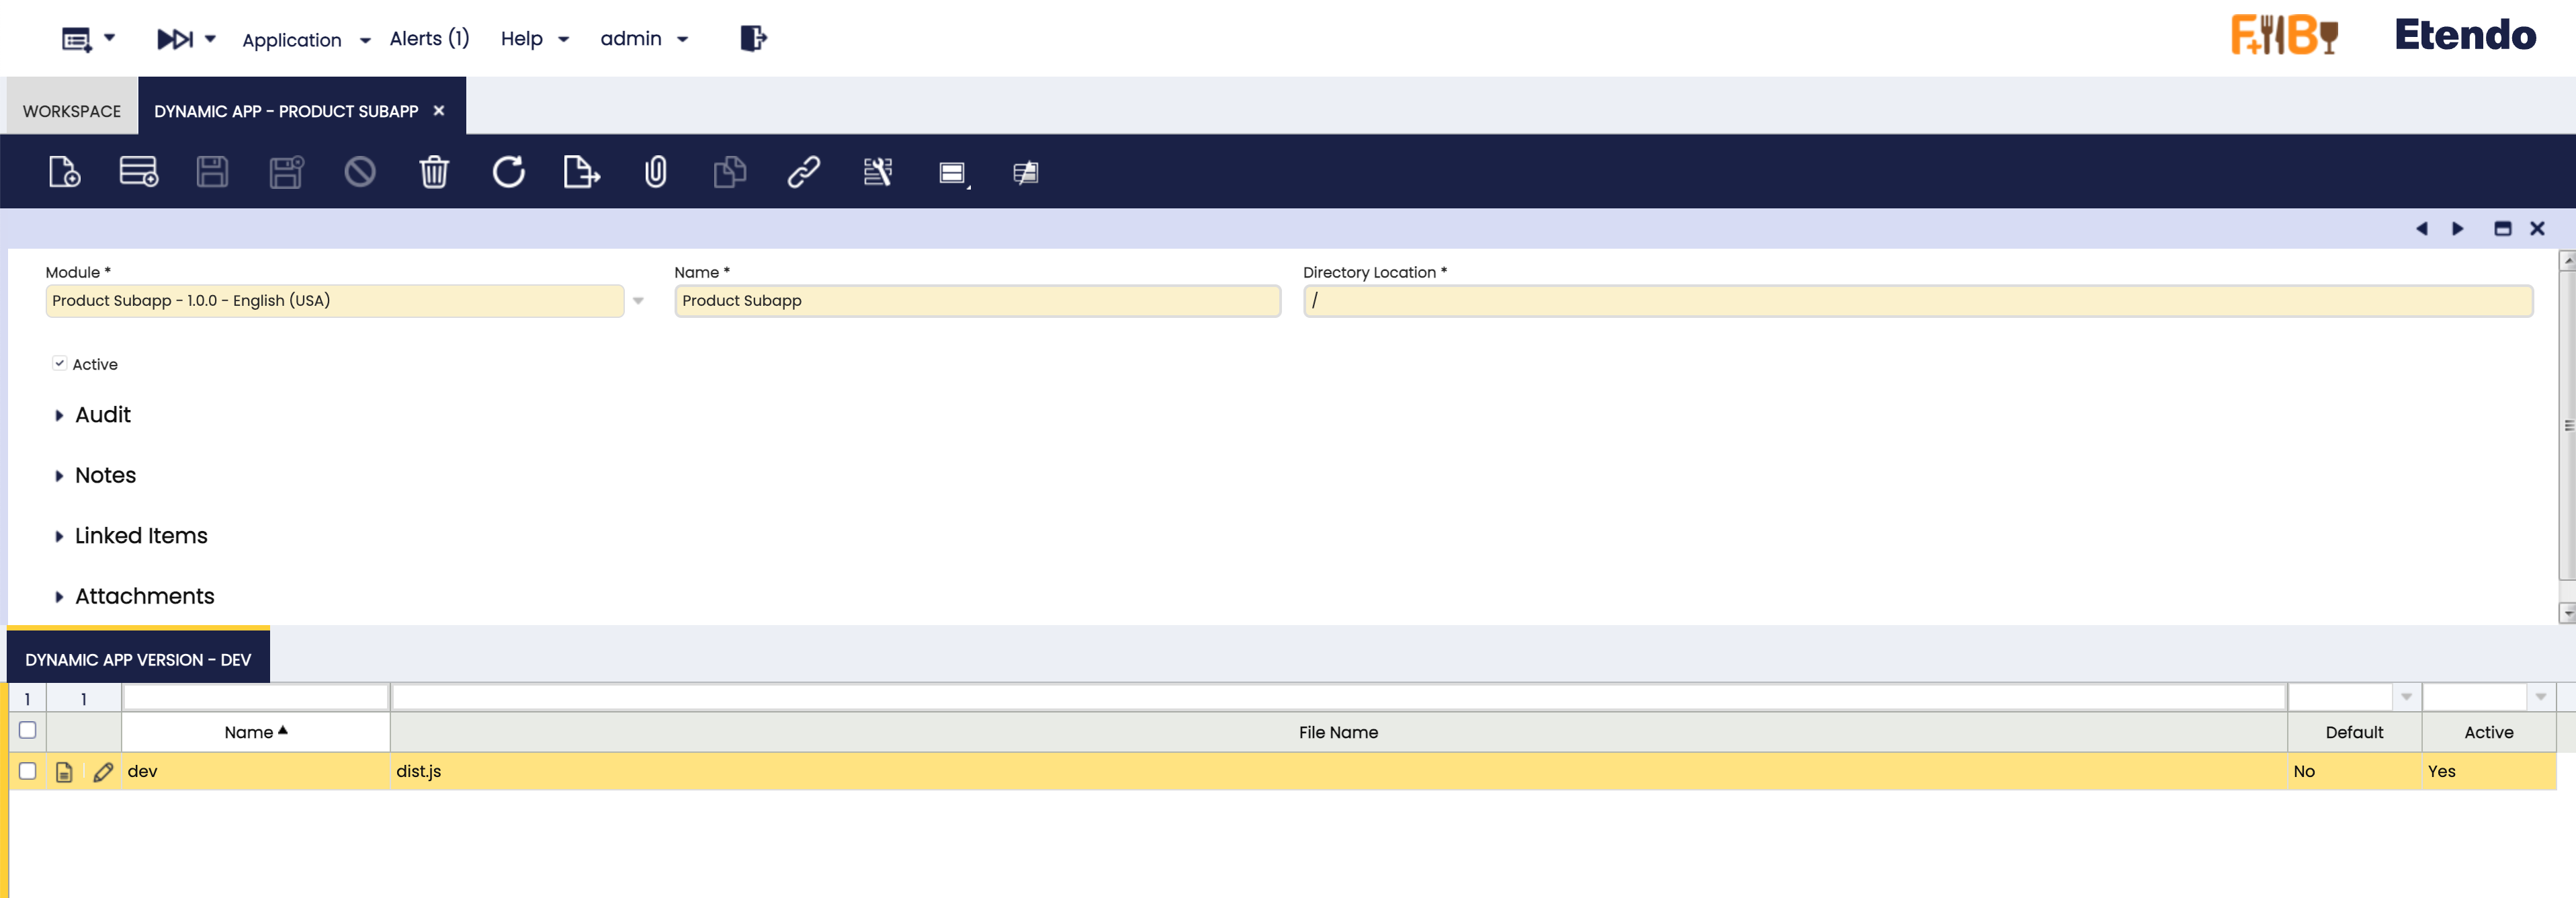 Application Alerts (1) Help admin
F+B Etendo
WORKSPACE DYNAMIC APP - PRODUCT SUBAPP
Module * Name * Directory Location *
Product Subapp - 1.0.0 - English (USA) Product Subapp /
Active
Audit
Notes
Linked Items
Attachments
DYNAMIC APP VERSION - DEV
1 1
Name File Name Default Active
dev dist.js No Yes